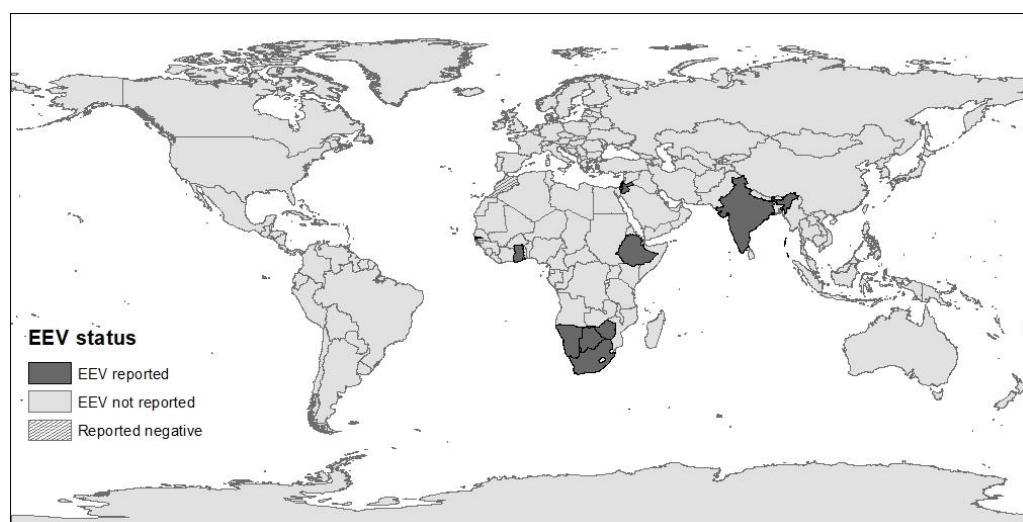 EEV status
EEV reported
EEV not reported
Reported negative